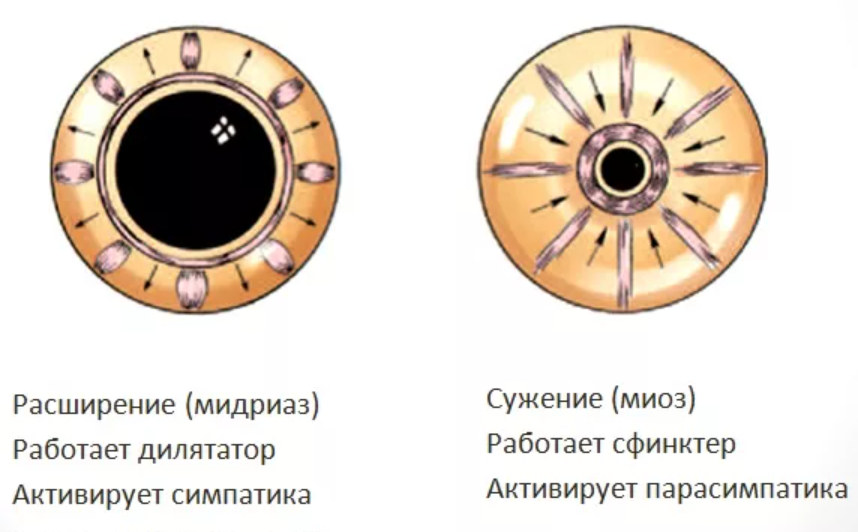 Расширение (мидриаз)
Работает дилятатор
Активирует симпатика
Сужение (миоз)
Работает сфинктер
Активирует парасимпатика